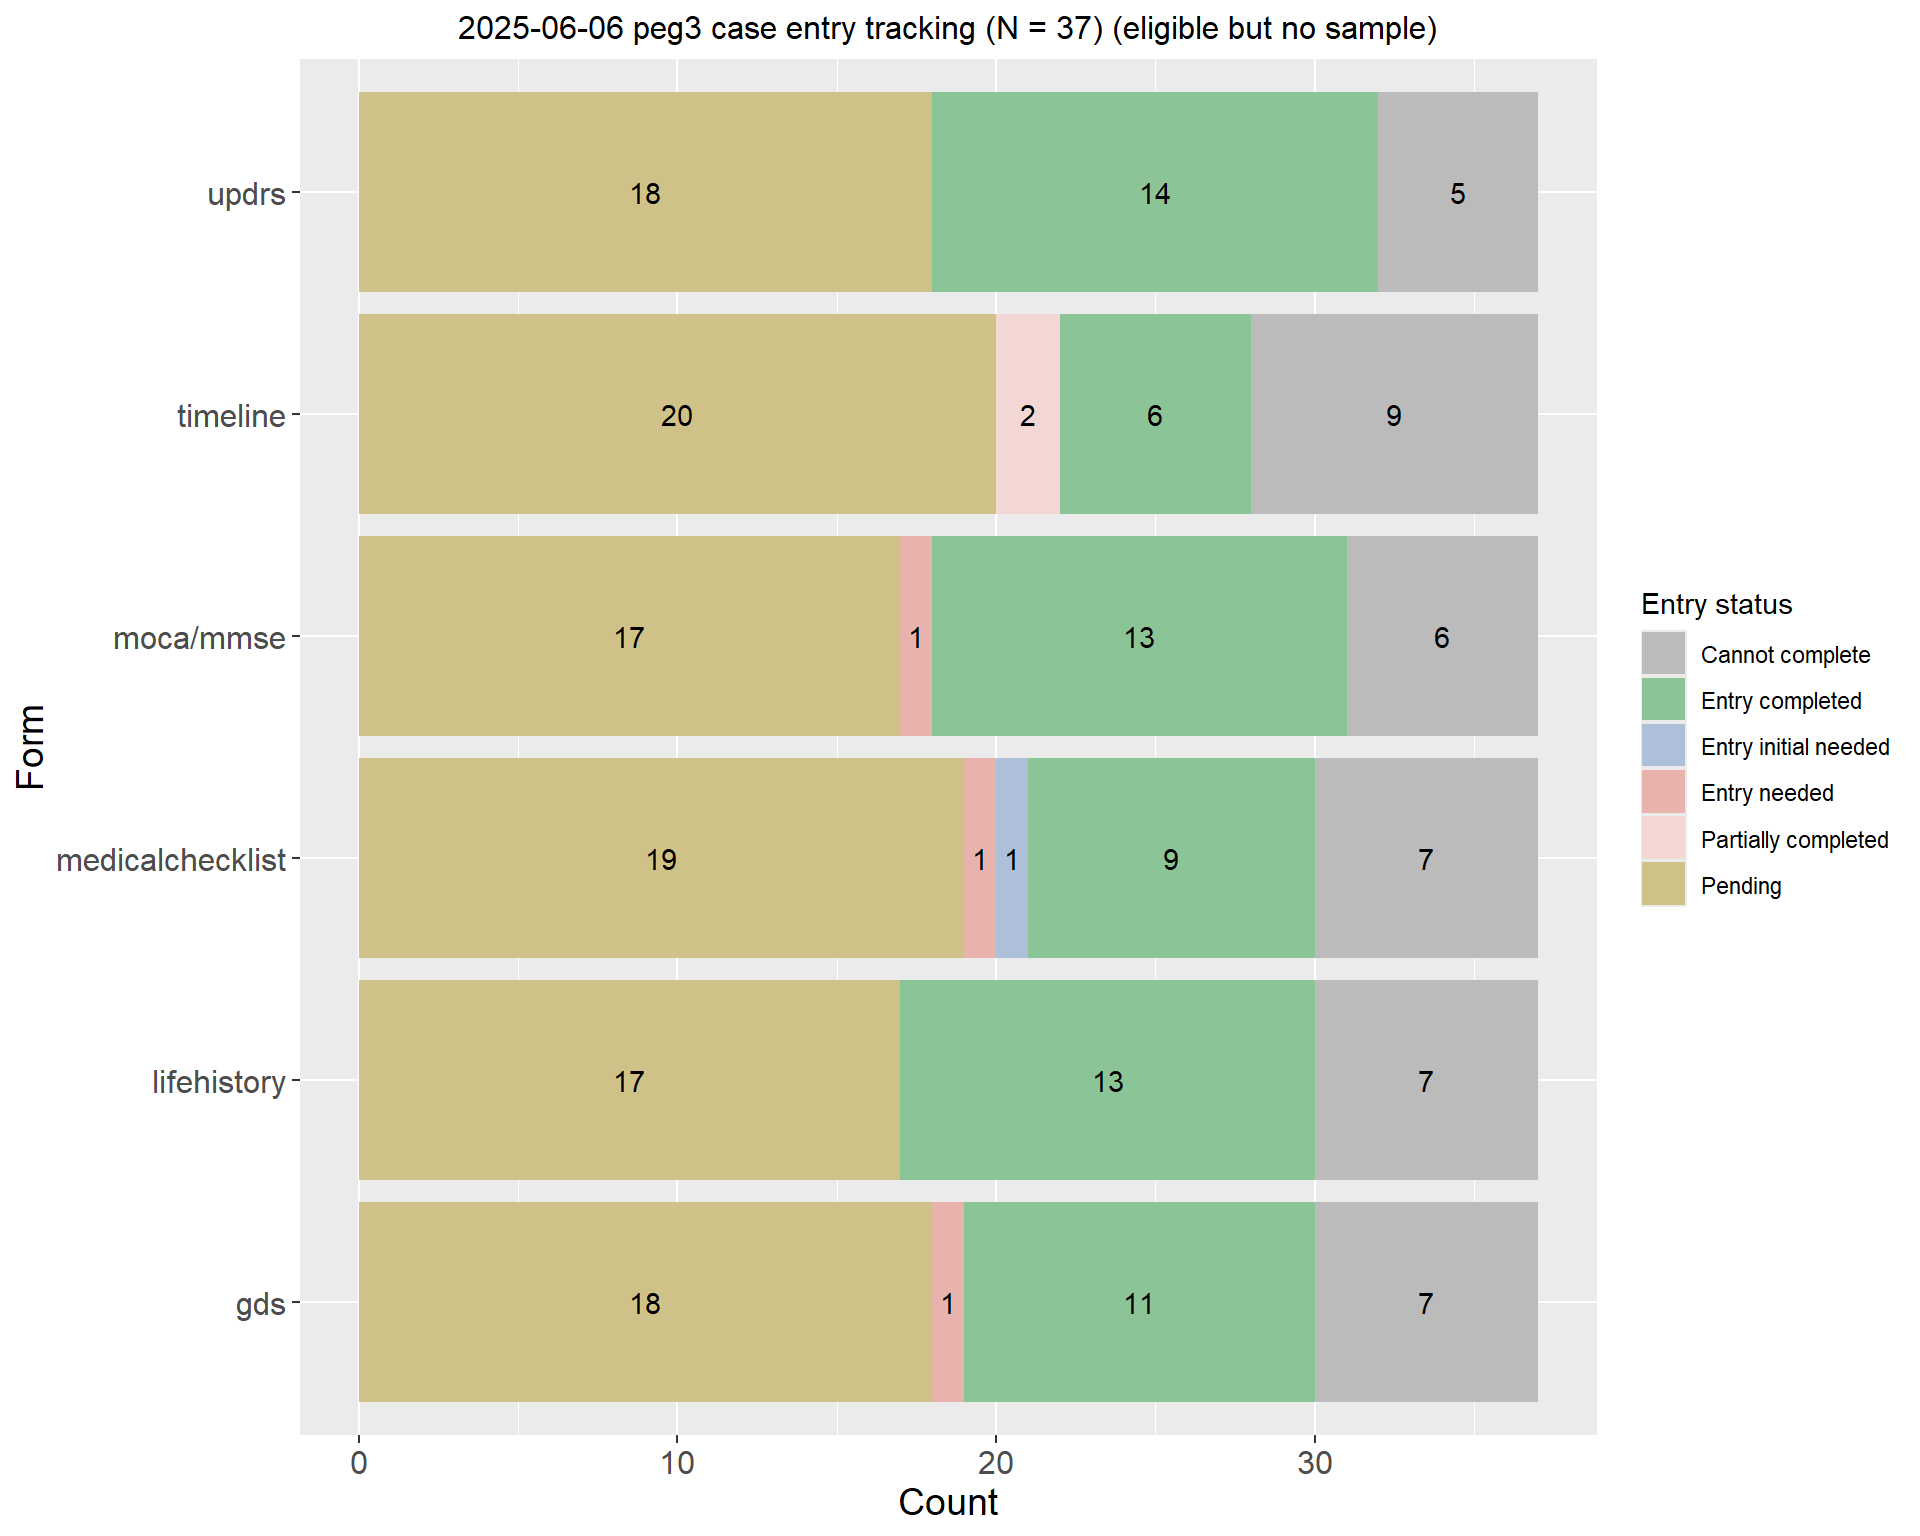 2025-06-06 peg3 case entry tracking (N = 37) (eligible but no sample)
updrs
18
14
5
timeline
20
2
6
9
moca/mmse
17
1
13
6
medicalchecklist
19
1
1
9
7
lifehistory
17
13
7
gds
18
1
11
7
0
10
20
30
Count
Form
Entry status
Cannot complete
Entry completed
Entry initial needed
Entry needed
Partially completed
Pending